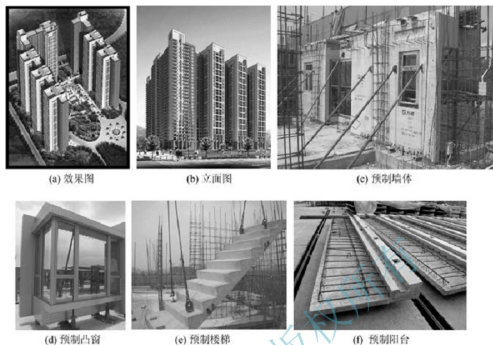 (a) 效果图
(b) 立面图
(c) 预制墙体
(d) 预制凸窗
(e) 预制楼梯
(f) 预制阳台